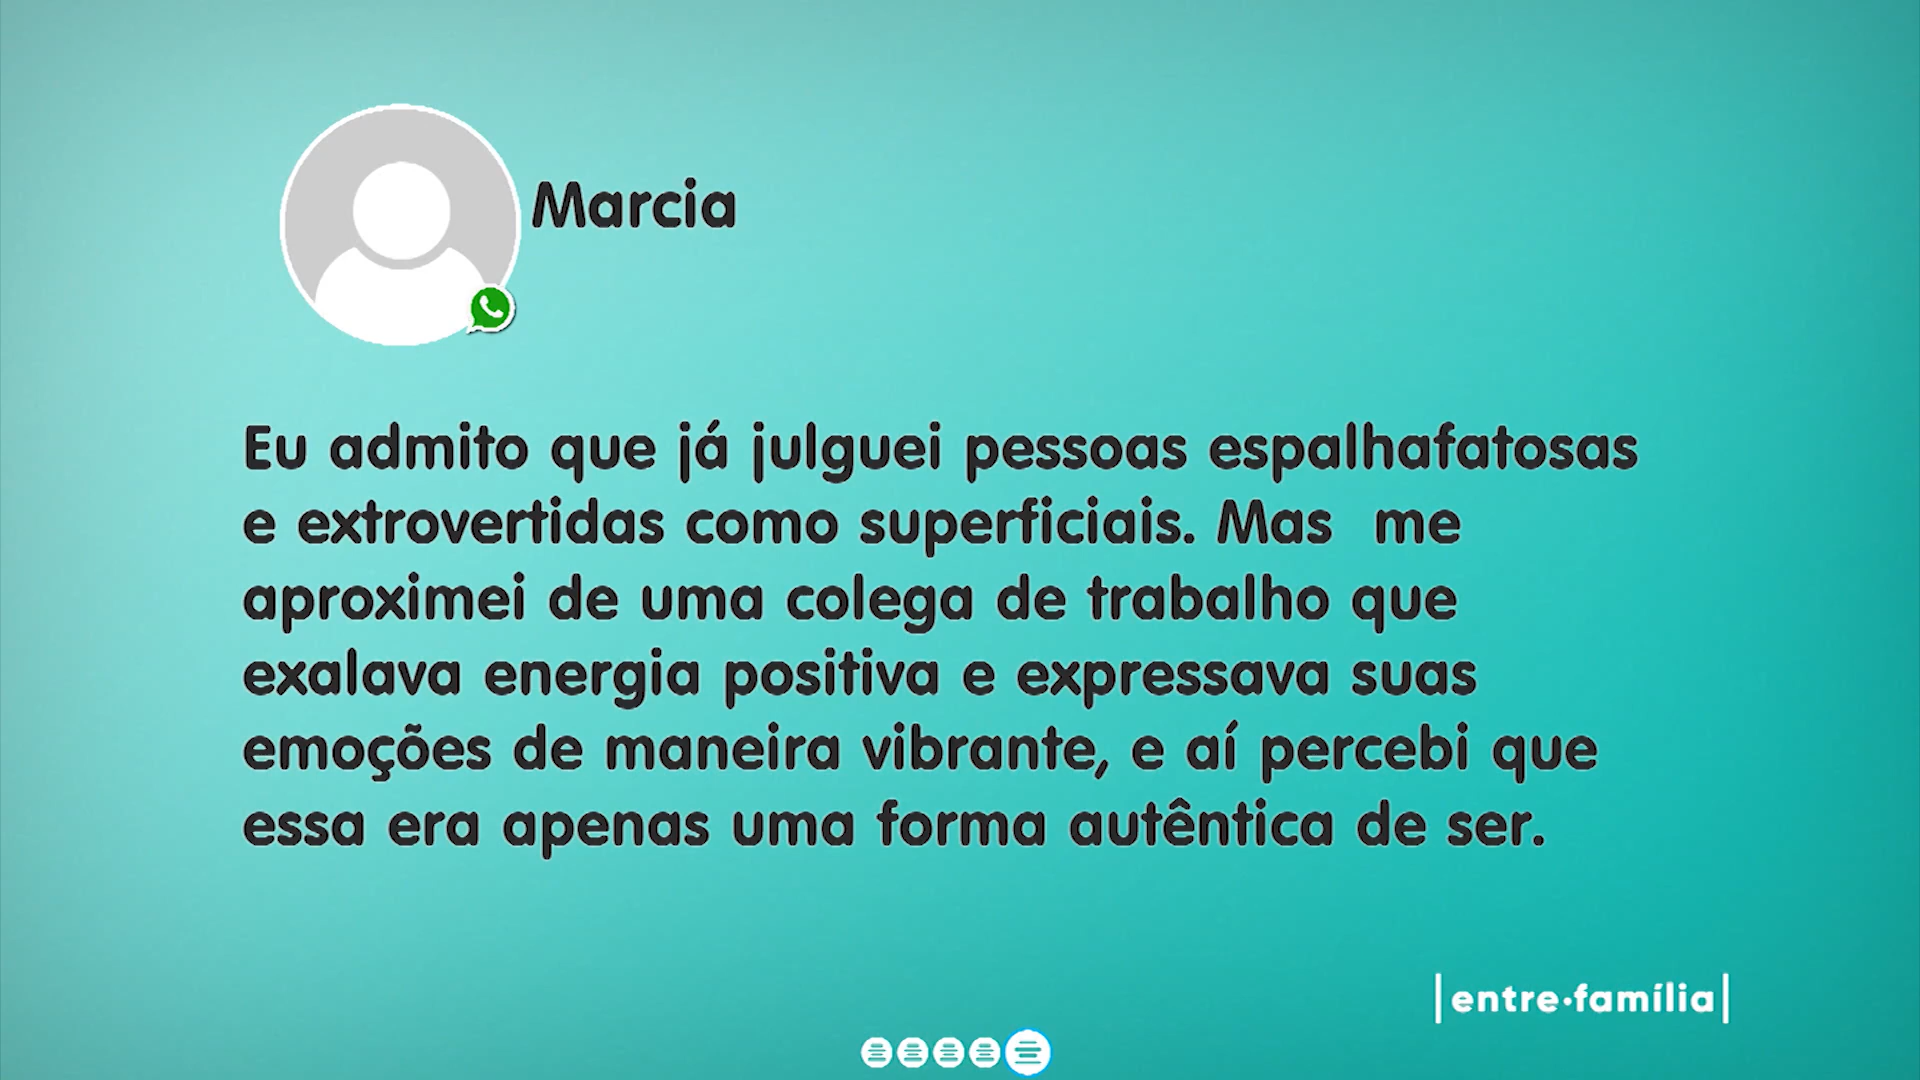 Marcia
Eu admito que já julguei pessoas espalhafatosas
e extrovertidas como superficiais. Mas  me
aproximei de uma colega de trabalho que
exalava energia positiva e expressava suas
emoções de maneira vibrante, e aí percebi que
essa era apenas uma forma autêntica de ser.
|entre•família|